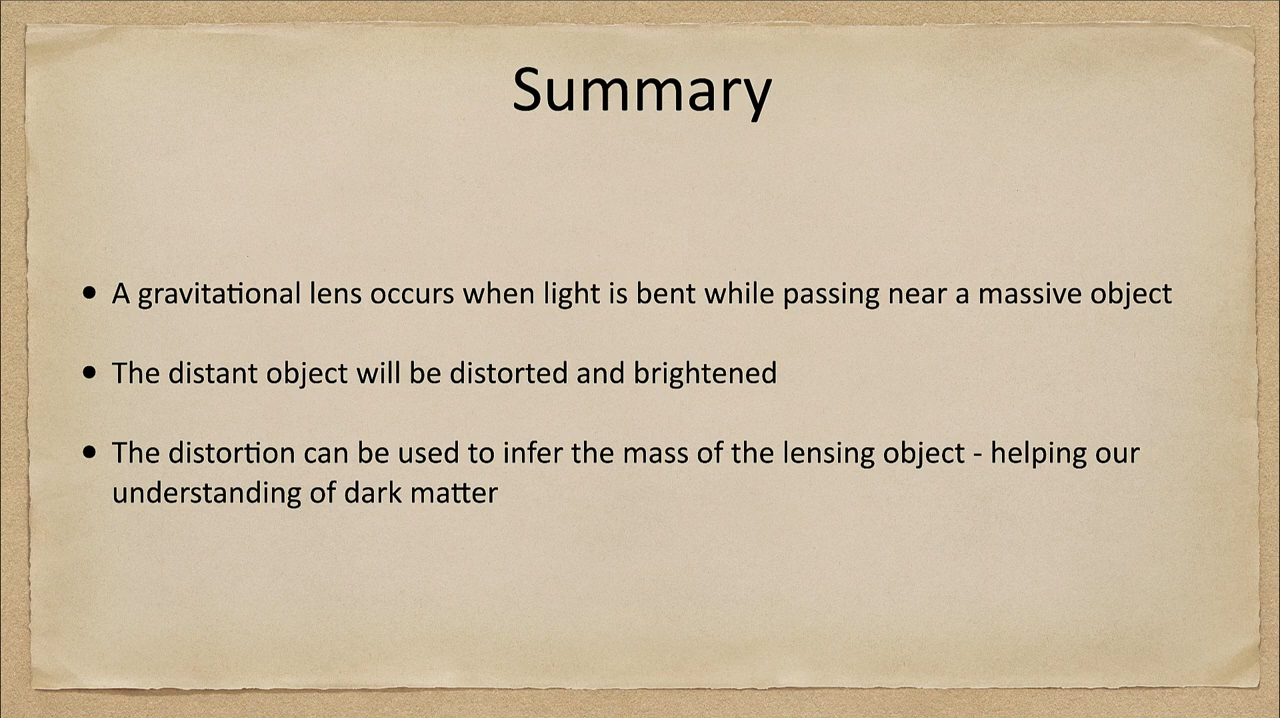 Summary
• A gravitational lens occurs when light is bent while passing near a massive object
• The distant object will be distorted and brightened
• The distortion can be used to infer the mass of the lensing object - helping our
understanding of dark matter